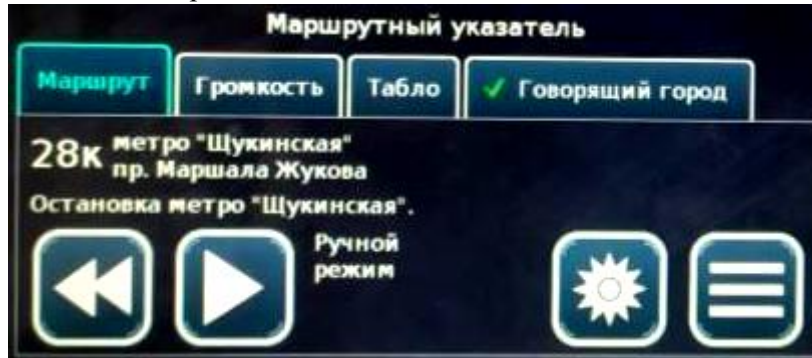 Маршрутный указатель
Маршрут Громкость Табло Говорящий город
28к метро "Щукинская"
пр. Маршала Жукова
Остановка метро "Щукинская".
Ручной
режим